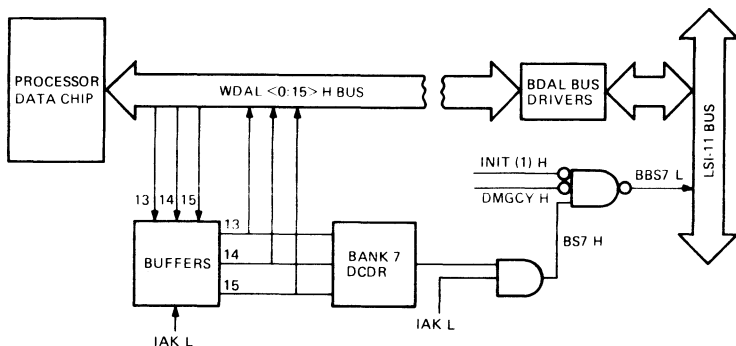 PROCESSOR
DATA CHIP
WDAL <0:15> H BUS
BDAL BUS
DRIVERS
LSI-11 BUS
INIT (1) H
DMGCY H
BBS7 L
13 14 15
13
14
15
BUFFERS
BANK 7
DCDR
BS7 H
IAK L
IAK L